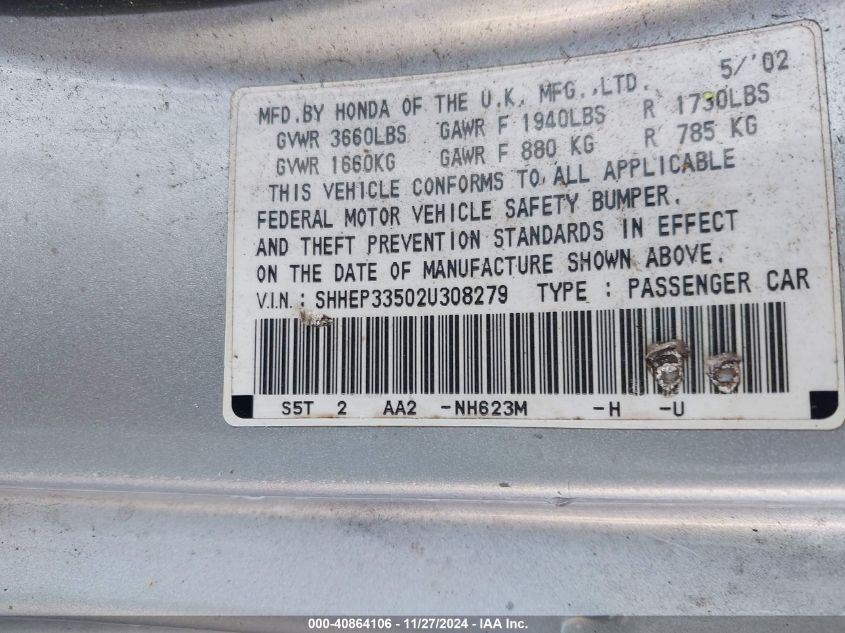 MFD.BY HONDA OF THE U.K. MFG.,LTD. 5/'02
GVWR 3660LBS GAWR F 1940LBS R 1730LBS
GVWR 1660KG GAWR F 880 KG R 785 KG
THIS VEHICLE CONFORMS TO ALL APPLICABLE
FEDERAL MOTOR VEHICLE SAFETY BUMPER,
AND THEFT PREVENTION STANDARDS IN EFFECT
ON THE DATE OF MANUFACTURE SHOWN ABOVE.
V.I.N.: SHHEP33502U308279 TYPE : PASSENGER CAR
S5T 2 AA2 -NH623M -H -U
000-40864106 - 11/27/2024 - IAA Inc.